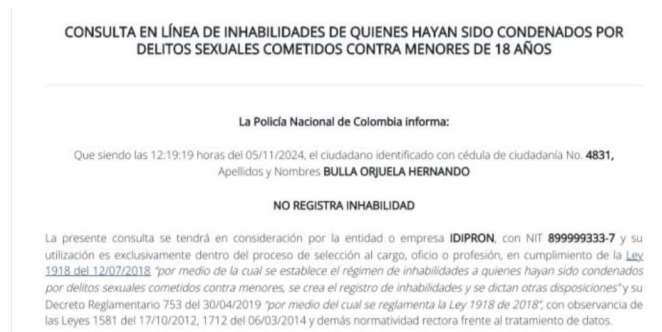 CONSULTA EN LÍNEA DE INHABILIDADES DE QUIENES HAYAN SIDO CONDENADOS POR
DELITOS SEXUALES COMETIDOS CONTRA MENORES DE 18 AÑOS
La Policía Nacional de Colombia informa:
Que siendo las 12:19:19 horas del 05/11/2024, el ciudadano identificado con cédula de ciudadanía No. 4831,
Apellidos y Nombres BULLA ORJUELA HERNANDO
NO REGISTRA INHABILIDAD
La presente consulta se tendrá en consideración por la entidad o empresa IDIPRON, con NIT 899999333-7 y su
utilización es exclusivamente dentro del proceso de selección al cargo, oficio o profesión, en cumplimiento de la Ley
1918 del 12/07/2018 "por medio de la cual se establece el régimen de inhabilidades a quienes hayan sido condenados
por delitos sexuales cometidos contra menores, se crea el registro de inhabilidades y se dictan otras disposiciones" y su
Decreto Reglamentario 753 del 30/04/2019 "por medio del cual se reglamenta la Ley 1918 de 2018", con observancia de
las Leyes 1581 del 17/10/2012, 1712 del 06/03/2014 y demás normatividad rectora frente al tratamiento de datos.